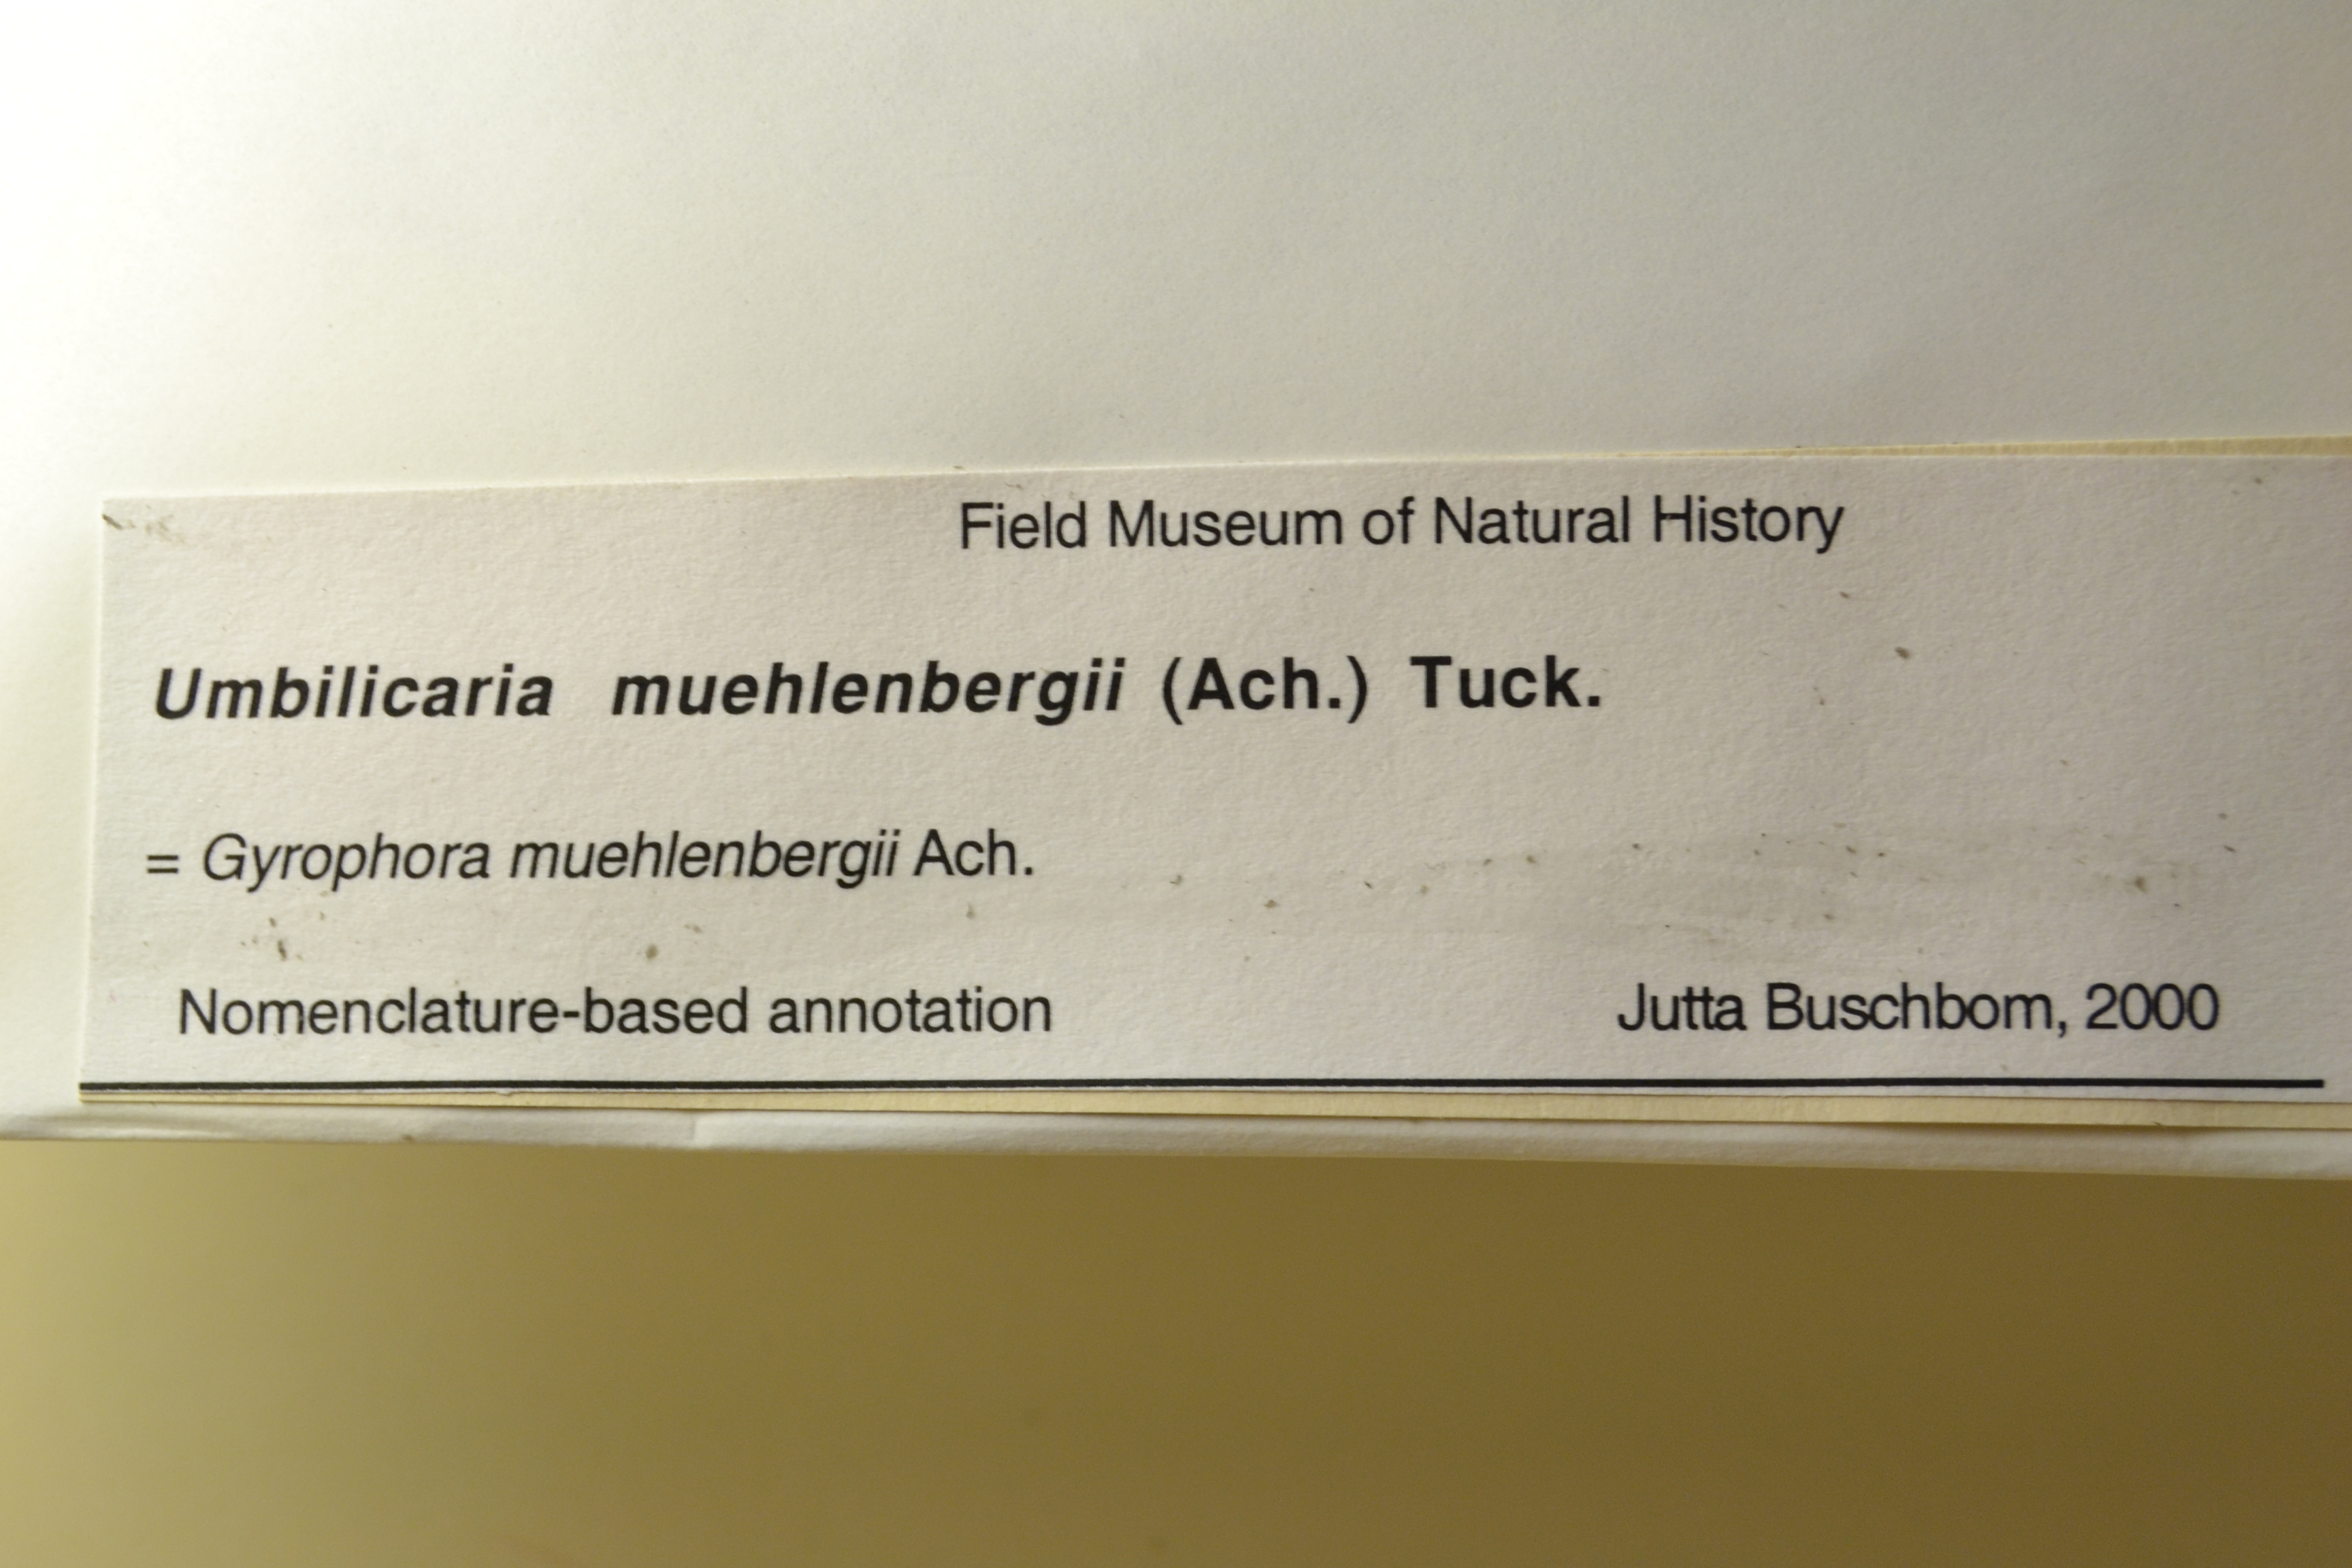 Field Museum of Natural History
Umbilicaria muehlenbergii (Ach.) Tuck.
= Gyrophora muehlenbergii Ach.
Nomenclature-based annotation Jutta Buschbom, 2000